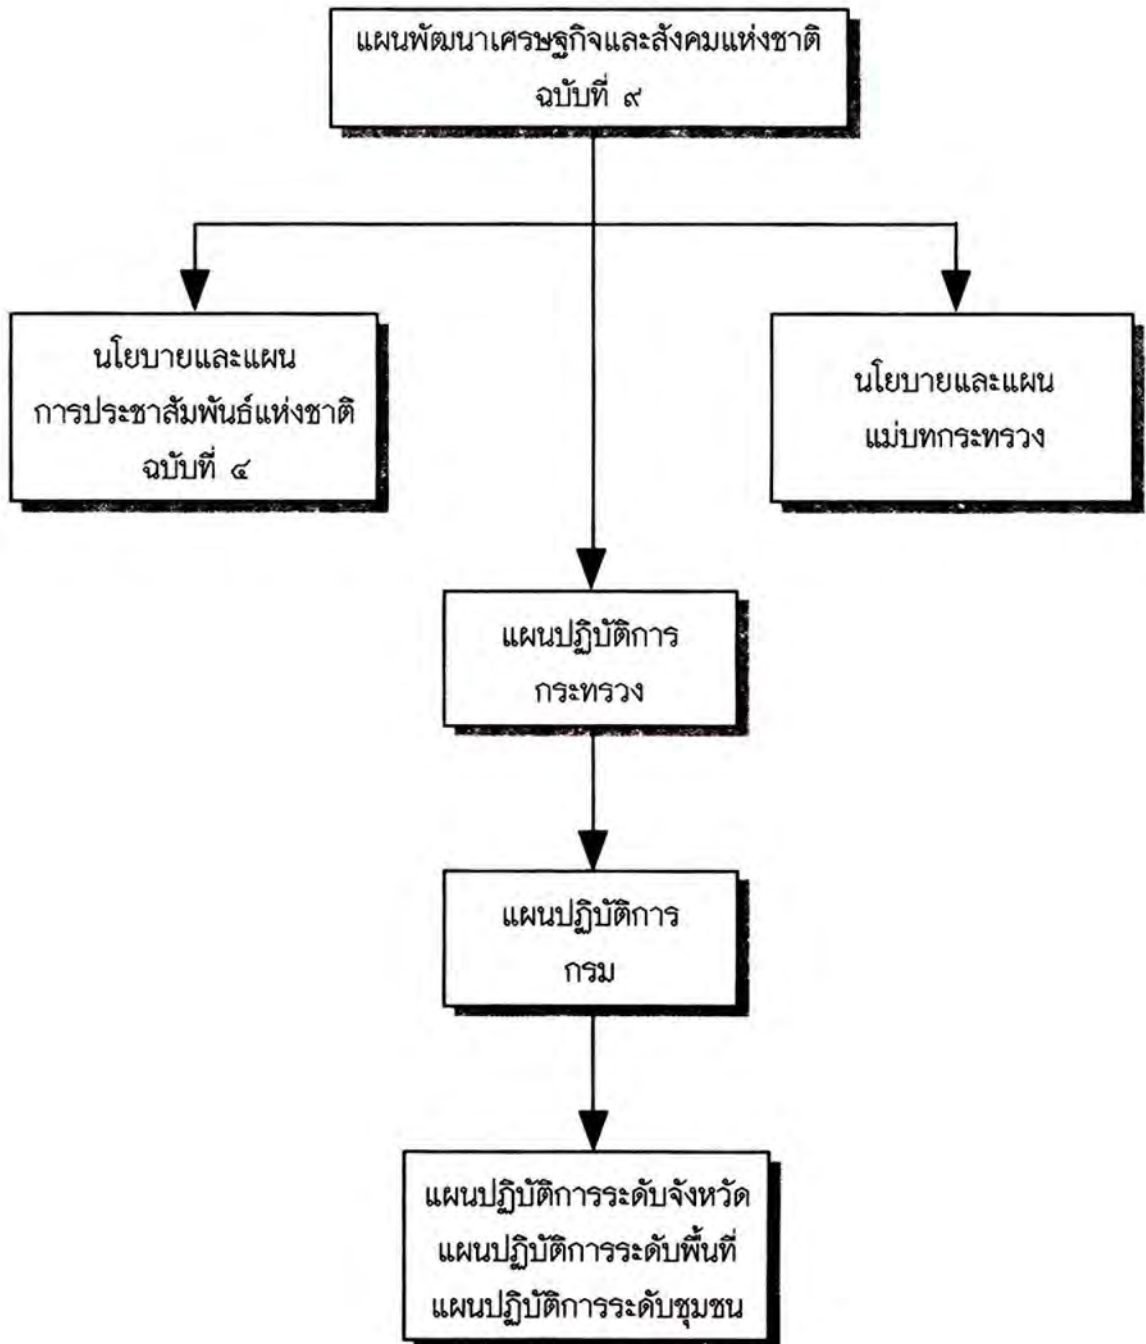 แผนพัฒนาเศรษฐกิจและสังคมแห่งชาติ
ฉบับที่ ๙
นโยบายและแผน
การประชาสัมพันธ์แห่งชาติ
ฉบับที่ ๔
นโยบายและแผน
แม่บทกระทรวง
แผนปฏิบัติการ
กระทรวง
แผนปฏิบัติการ
กรม
แผนปฏิบัติการระดับจังหวัด
แผนปฏิบัติการระดับพื้นที่
แผนปฏิบัติการระดับชุมชน